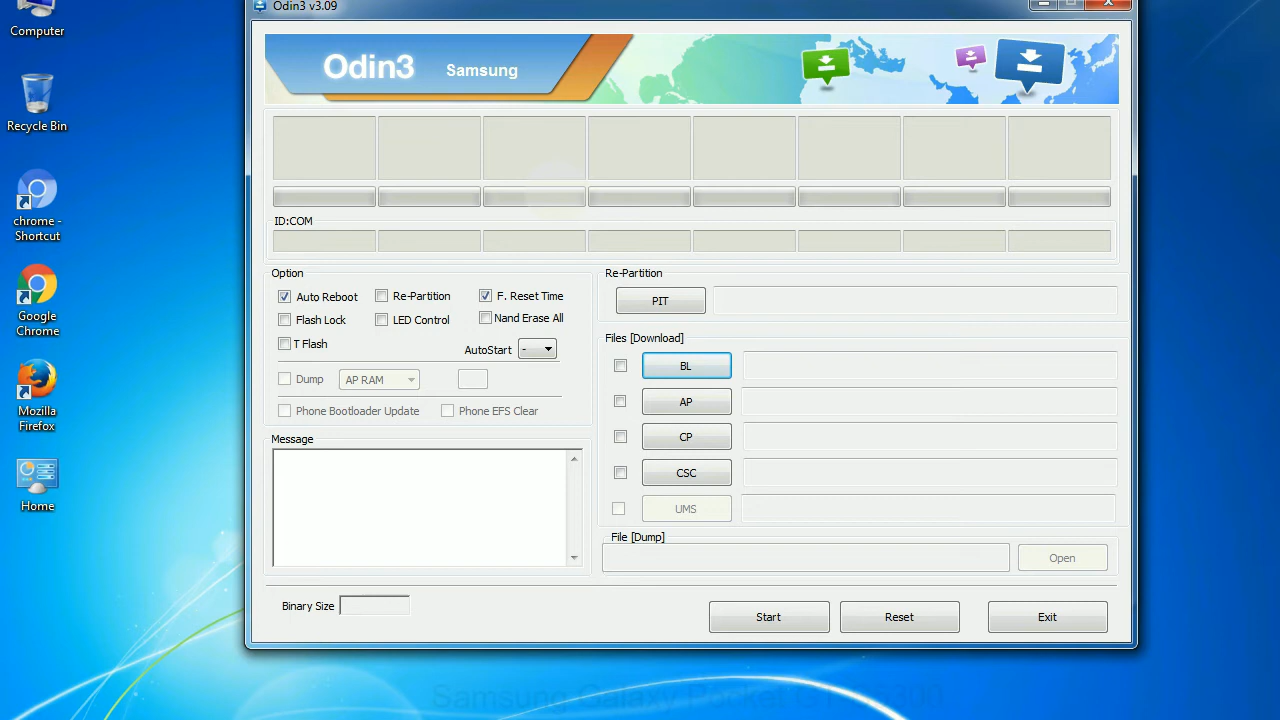 Odin3 v3.09
Computer
Recycle Bin
chrome -
Shortcut
Google
Chrome
Mozilla
Firefox
Home
Odin3 Samsung
ID:COM
Option
Auto Reboot
Re-Partition
F. Reset Time
Flash Lock
LED Control
Nand Erase All
T Flash
AutoStart -
Dump
AP RAM
Phone Bootloader Update
Phone EFS Clear
Message
Re-Partition
PIT
Files [Download]
BL
AP
CP
CSC
UMS
File [Dump]
Open
Binary Size
Start
Reset
Exit
Samsung Galaxy Pocket